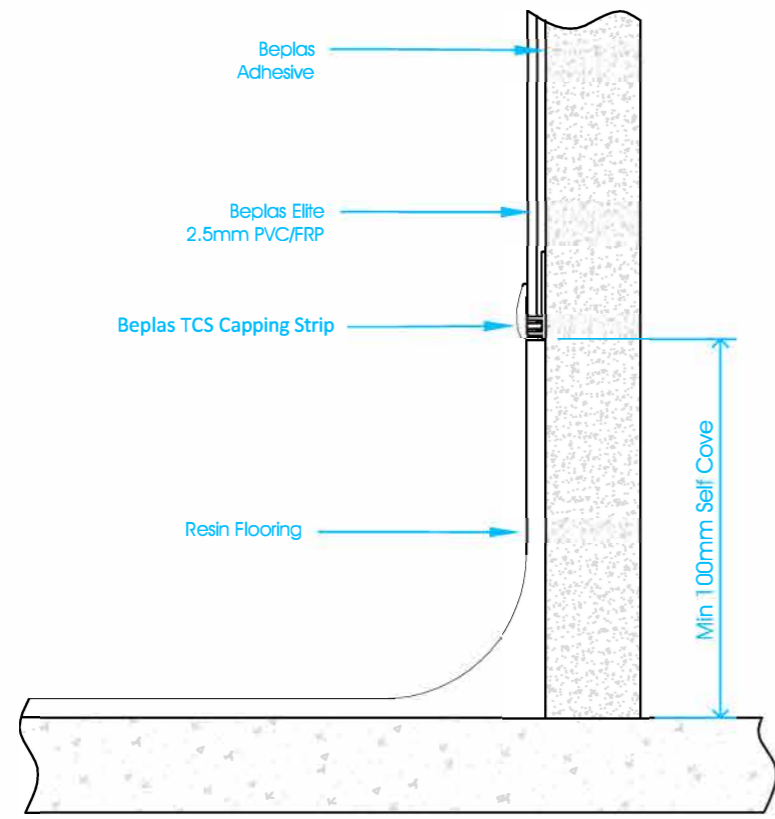 Beplas
Adhesive
Beplas Elite
2.5mm PVC/FRP
Beplas TCS Capping Strip
Resin Flooring
Min 100mm Self Cove